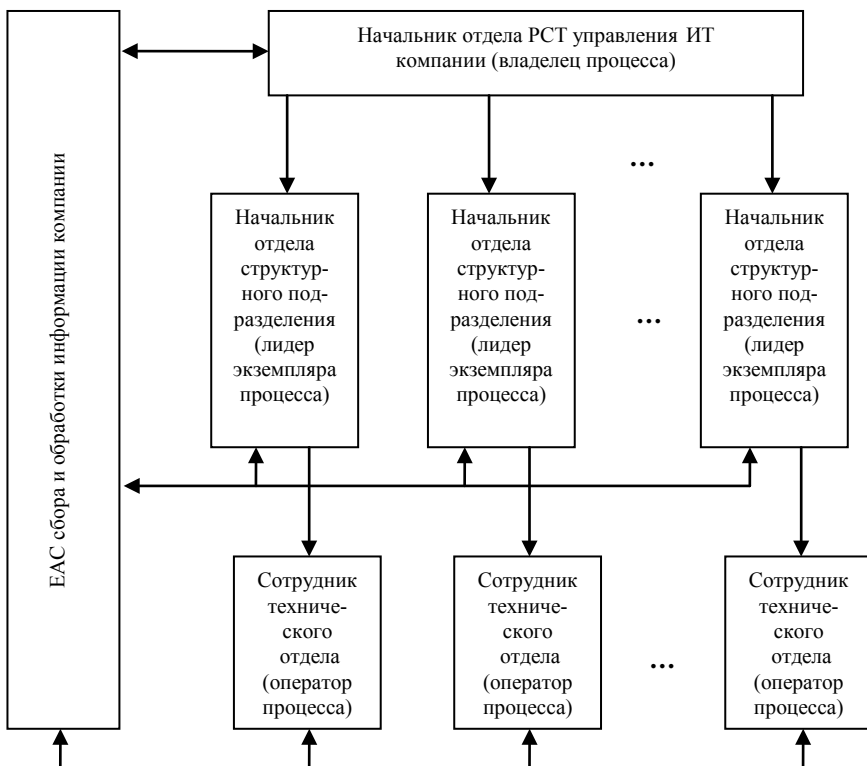 Начальник отдела РСТ управления ИТ
компании (владелец процесса)
ЕАС сбора и обработки информации компании
...
Начальник
отдела
структур-
ного под-
разделения
(лидер
экземпляра
процесса)
Начальник
отдела
структур-
ного под-
разделения
(лидер
экземпляра
процесса)
...
Начальник
отдела
структур-
ного под-
разделения
(лидер
экземпляра
процесса)
Сотрудник
техниче-
ского
отдела
(оператор
процесса)
Сотрудник
техниче-
ского
отдела
(оператор
процесса)
...
Сотрудник
техниче-
ского
отдела
(оператор
процесса)